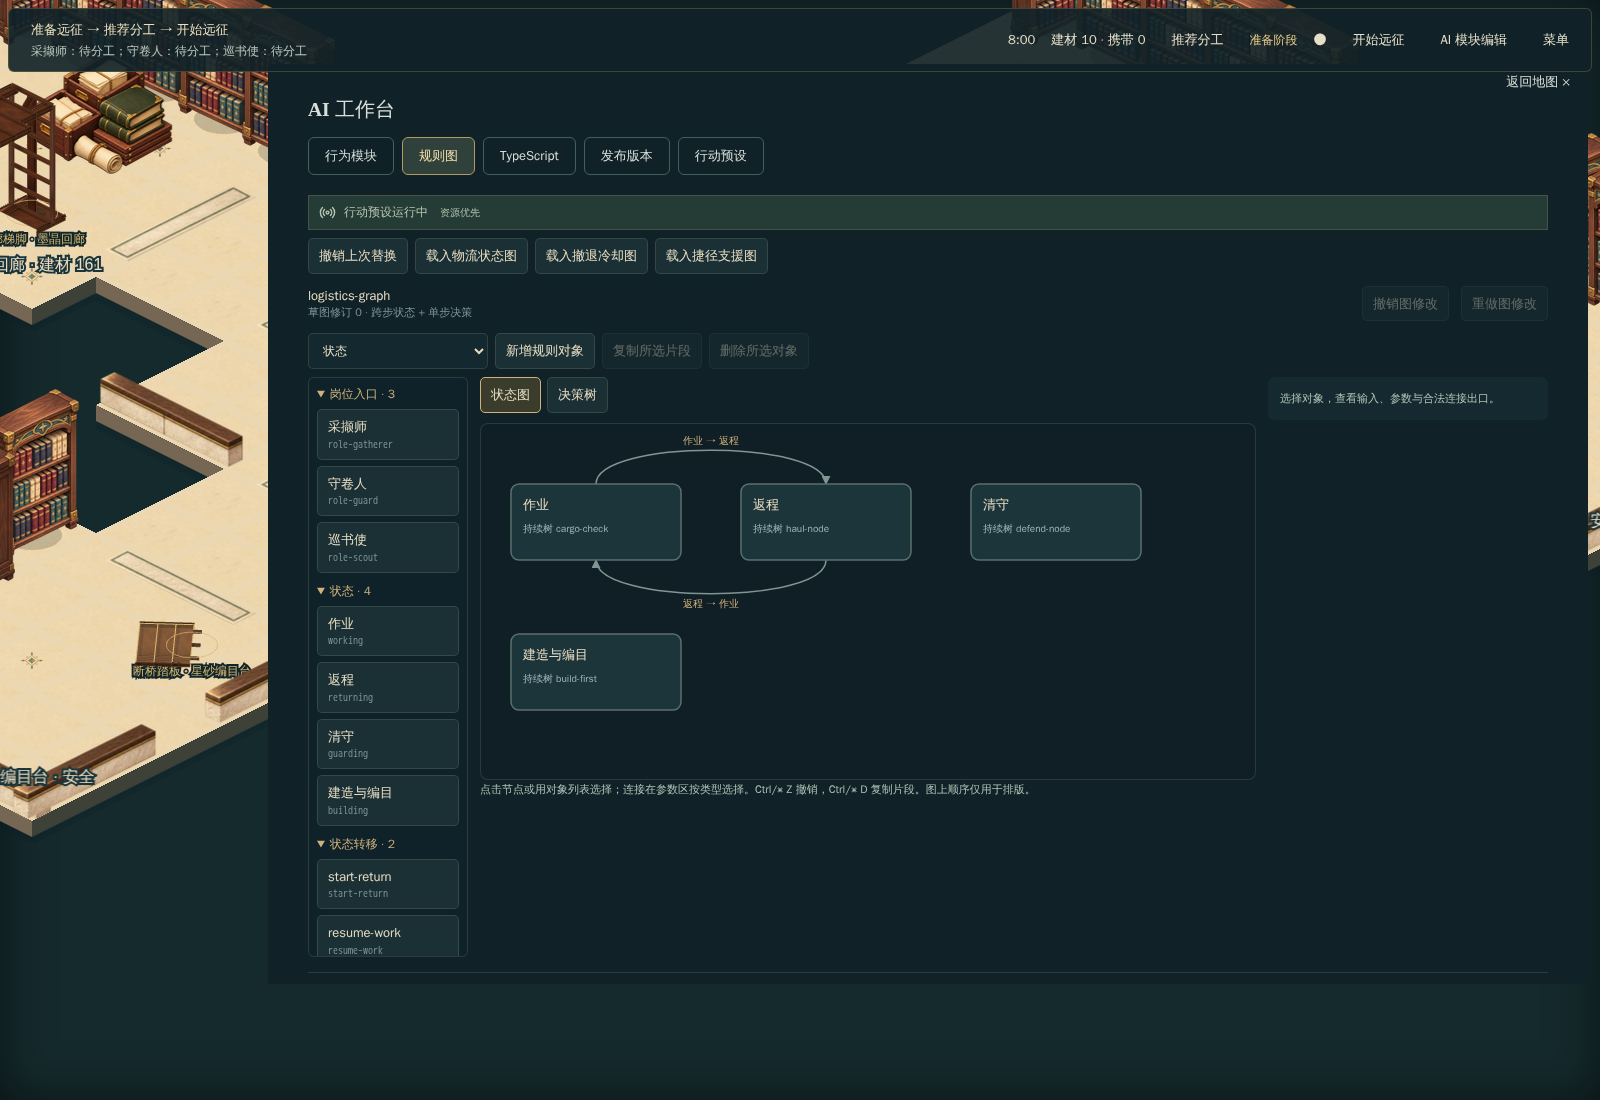 准备远征 → 推荐分工 → 开始远征
采撷师：待分工；守卷人：待分工；巡书使：待分工
8:00 建材 10 · 携带 0 推荐分工 准备阶段 开始远征 AI 模块编辑 菜单
返回地图 ×
AI 工作台
行为模块 规则图 TypeScript 发布版本 行动预设
行动预设运行中 资源优先
撤销上次替换 载入物流状态图 载入撤退冷却图 载入捷径支援图
logistics-graph
草图修订 0 · 跨步状态 + 单步决策
撤销图修改 重做图修改
状态 新增规则对象 复制所选片段 删除所选对象
岗位入口 · 3
采撷师
role-gatherer
守卷人
role-guard
巡书使
role-scout
状态 · 4
作业
working
返程
returning
清守
guarding
建造与编目
building
状态转移 · 2
start-return
start-return
resume-work
resume-work
状态图 决策树
作业 → 返程
作业
持续树 cargo-check
返程
持续树 haul-node
清守
持续树 defend-node
返程 → 作业
建造与编目
持续树 build-first
点击节点或用对象列表选择；连接在参数区按类型选择。Ctrl/⌘ Z 撤销，Ctrl/⌘ D 复制片段。图上顺序仅用于排版。
选择对象，查看输入、参数与合法连接出口。
梯脚 · 墨晶回廊
回廊 · 建材 161
断桥踏板 · 星砂编目台
编目台 · 安全